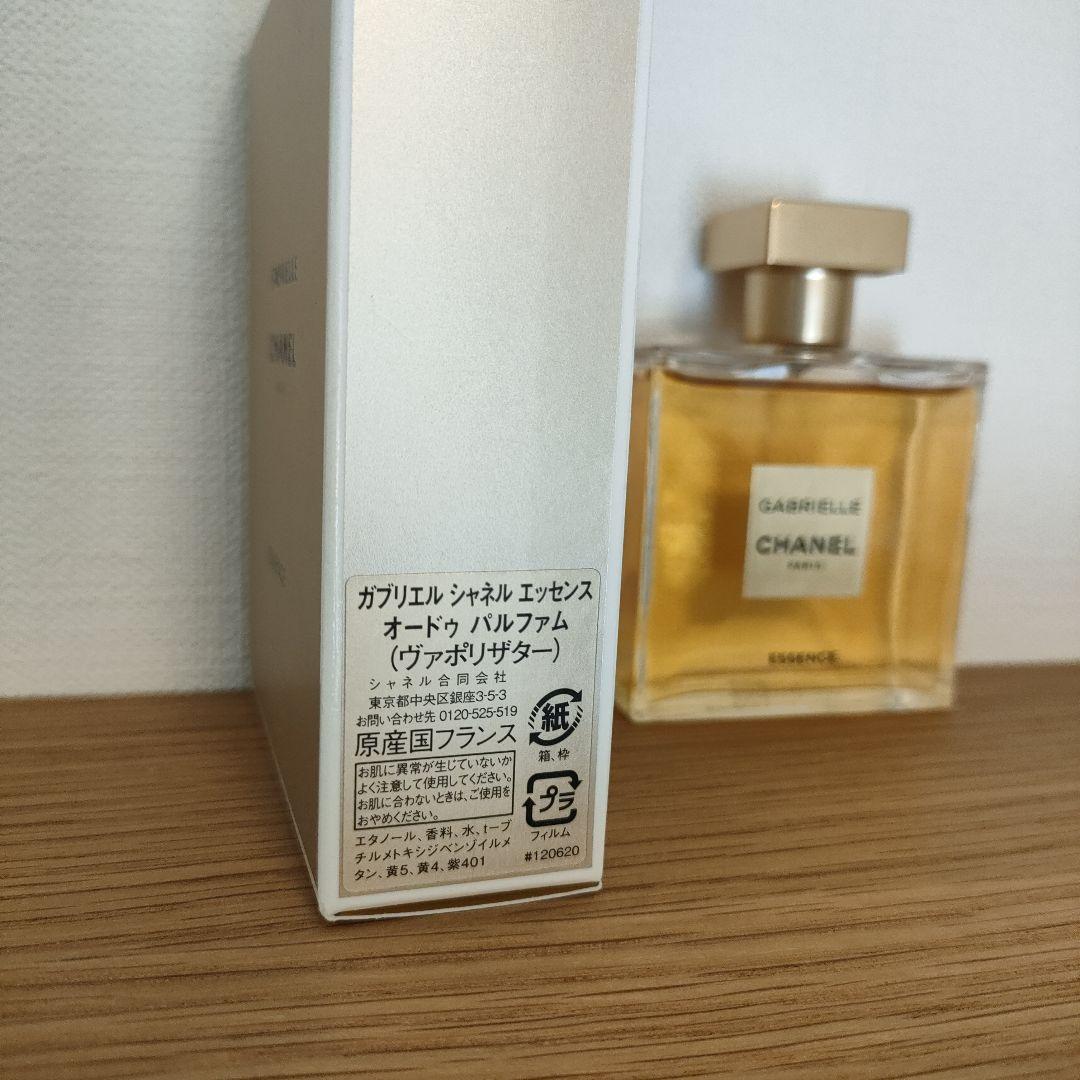 GABRIELLE
CHANEL
ガブリエル シャネル エッセンス
オードゥ パルファム
(ヴァポリザター)
シャネル合同会社
東京都中央区銀座3-5-3
お問い合わせ先 0120-525-519
原産国フランス
お肌に異常が生じていないか
よく注意して使用してください。
お肌に合わないときは、ご使用を
おやめください。
エタノール、香料、水、t-ブ
チルメトキシジベンゾイルメ
タン、黄5、黄4、紫401
紙
箱、枠
プラ
フィルム
#120620
GABRIELLE
CHANEL
PARIS
ESSENCE